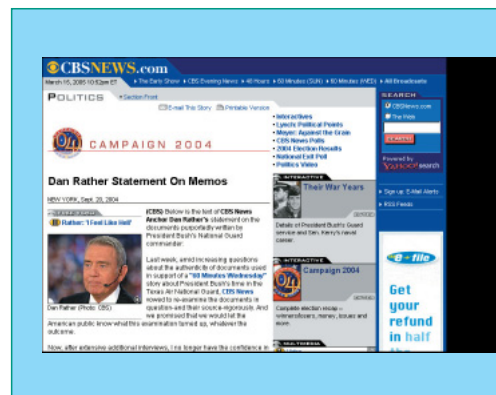 CBSNEWS.com
March 15, 2005 10:52pm ET
The Early Show CBS Evening News 48 Hours 60 Minutes (SUN) 60 Minutes (WED) All Broadcasts
POLITICS
Section Front
E-mail This Story Printable Version
CAMPAIGN 2004
Interactives
Lynch: Political Points
Meyer: Against the Grain
CBS News Polls
2004 Election Results
National Exit Poll
Politics Video
Dan Rather Statement On Memos
NEW YORK, Sept. 20, 2004
Rather: 'I Feel Like Hell'
Dan Rather (Photo: CBS)
(CBS) Below is the text of CBS News
Anchor Dan Rather's statement on the
documents purportedly written by
President Bush's National Guard
commander:
Last week, amid increasing questions
about the authenticity of documents used
in support of a "60 Minutes Wednesday"
story about President Bush's time in the
Texas Air National Guard, CBS News
vowed to re-examine the documents in
question-and their source-vigorously. And
we promised that we would let the
American public know what this examination turned up, whatever the
outcome.
Now, after extensive additional interviews, I no longer have the confidence in
INTERACTIVE
Their War Years
Details of President Bush's Guard
service and Sen. Kerry's naval
career.
INTERACTIVE
Campaign 2004
Complete election recap --
winners/losers, money, issues and
more.
MULTIMEDIA
SEARCH
CBSNews.com
The Web
SEARCH
Powered by
YAHOO! search
Sign up: E-Mail Alerts
RSS Feeds
e-file
Get
your
refund
in half
the